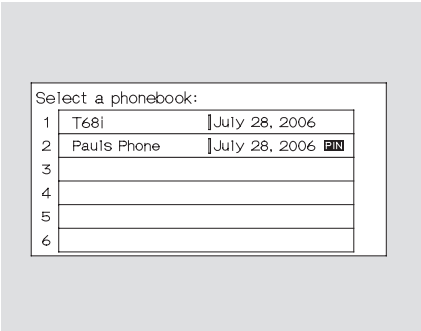 Select a phonebook:
1 T68i July 28, 2006
2 Pauls Phone July 28, 2006 PIN
3
4
5
6